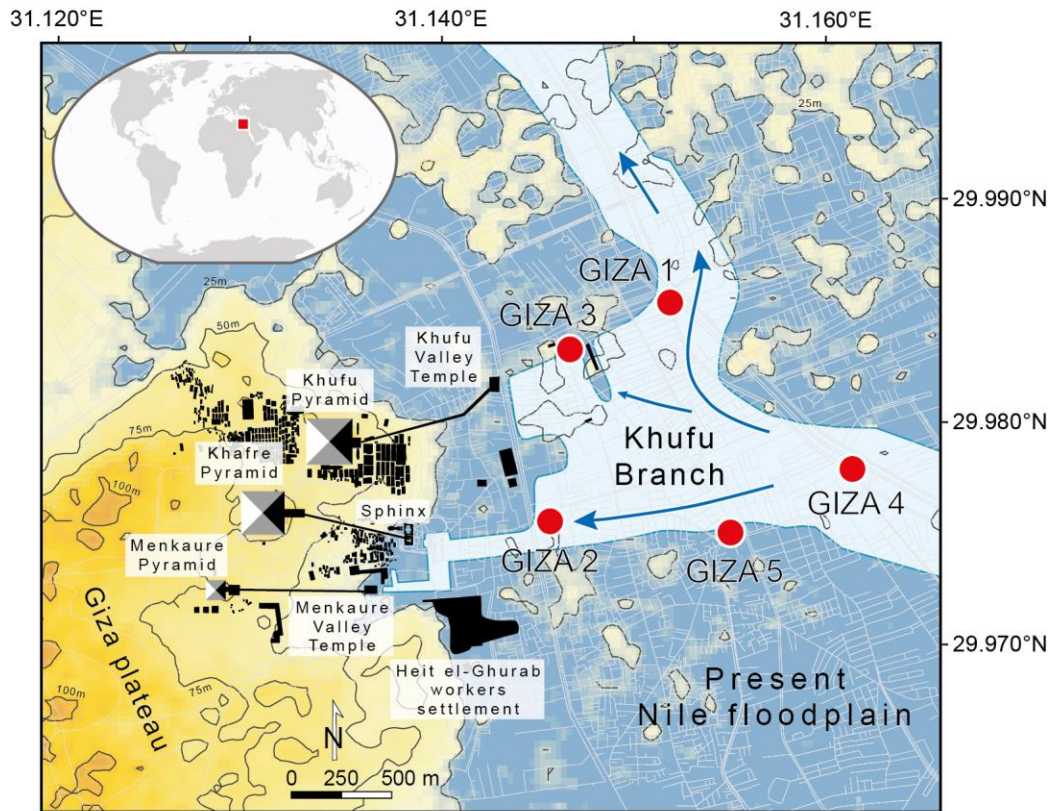 31.120°E
31.140°E
31.160°E
25m
29.990°N
GIZA 1
GIZA 3
25m
50m
Khufu
Valley
Temple
Khufu
Pyramid
29.980°N
75m
Khafre
Pyramid
Khufu
Branch
100m
Sphinx
GIZA 4
Menkaure
Pyramid
GIZA 2
GIZA 5
Giza plateau
Menkaure
Valley
Temple
29.970°N
Heit el-Ghurab
workers
settlement
Present
Nile floodplain
100m
75m
N
0 250 500 m